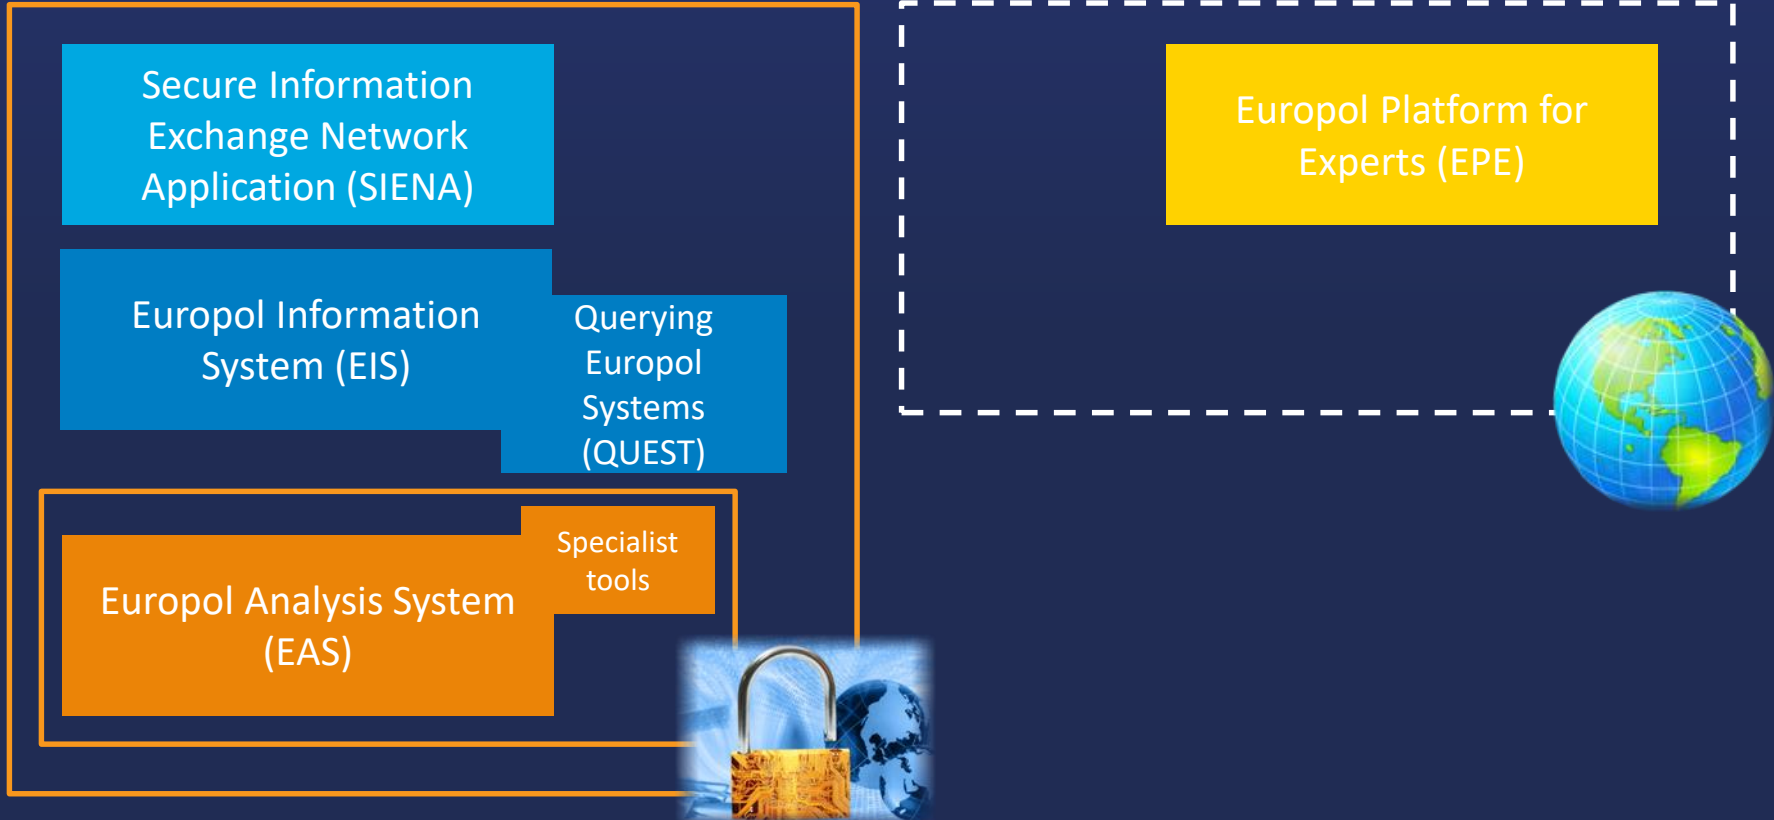 Secure Information
Exchange Network
Application (SIENA)
Europol Information
System (EIS)
Querying
Europol
Systems
(QUEST)
Specialist
tools
Europol Analysis System
(EAS)
Europol Platform for
Experts (EPE)